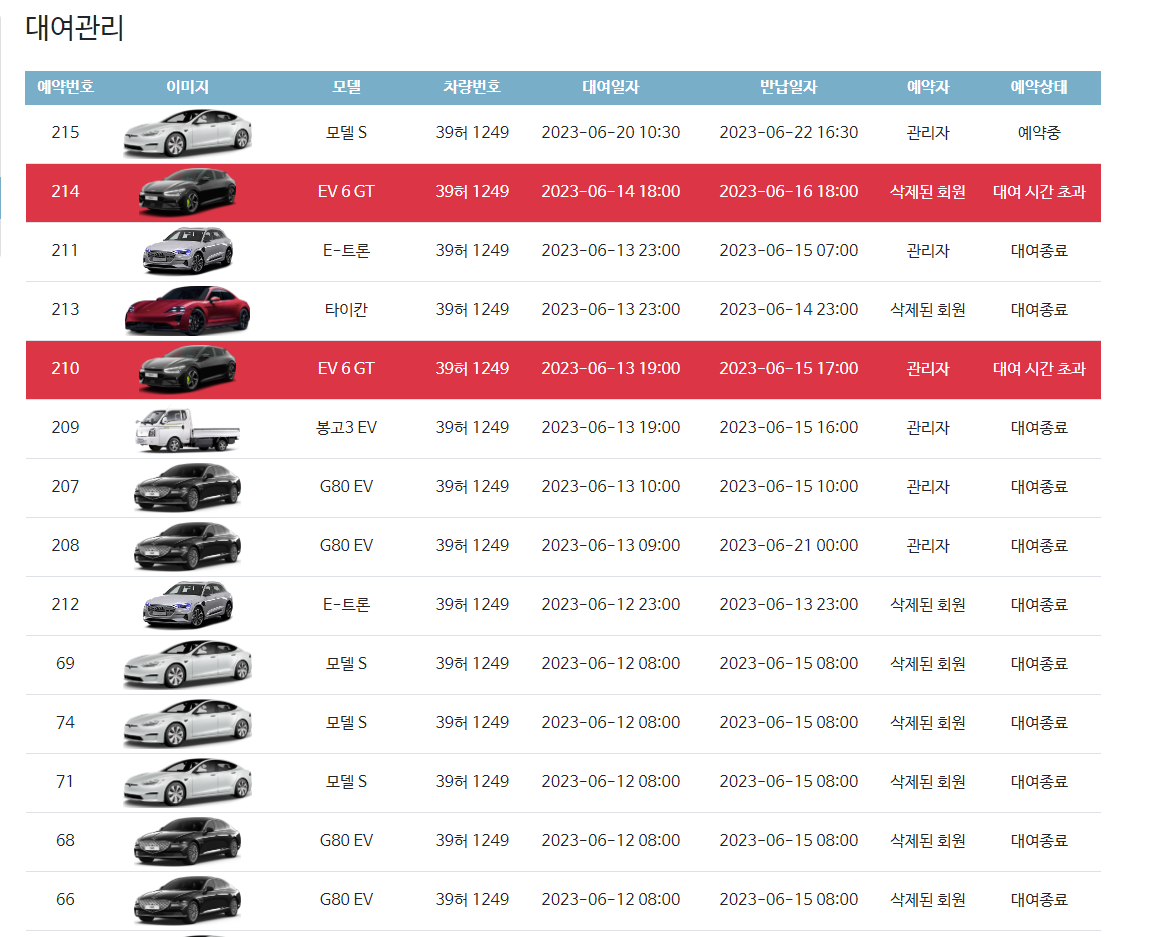 대여관리
예약번호 이미지 모델 차량번호 대여일자 반납일자 예약자 예약상태
215 모델 S 39허 1249 2023-06-20 10:30 2023-06-22 16:30 관리자 예약중
214 EV 6 GT 39허 1249 2023-06-14 18:00 2023-06-16 18:00 삭제된 회원 대여 시간 초과
211 E-트론 39허 1249 2023-06-13 23:00 2023-06-15 07:00 관리자 대여종료
213 타이칸 39허 1249 2023-06-13 23:00 2023-06-14 23:00 삭제된 회원 대여종료
210 EV 6 GT 39허 1249 2023-06-13 19:00 2023-06-15 17:00 관리자 대여 시간 초과
209 봉고3 EV 39허 1249 2023-06-13 19:00 2023-06-15 16:00 관리자 대여종료
207 G80 EV 39허 1249 2023-06-13 10:00 2023-06-15 10:00 관리자 대여종료
208 G80 EV 39허 1249 2023-06-13 09:00 2023-06-21 00:00 관리자 대여종료
212 E-트론 39허 1249 2023-06-12 23:00 2023-06-13 23:00 삭제된 회원 대여종료
69 모델 S 39허 1249 2023-06-12 08:00 2023-06-15 08:00 삭제된 회원 대여종료
74 모델 S 39허 1249 2023-06-12 08:00 2023-06-15 08:00 삭제된 회원 대여종료
71 모델 S 39허 1249 2023-06-12 08:00 2023-06-15 08:00 삭제된 회원 대여종료
68 G80 EV 39허 1249 2023-06-12 08:00 2023-06-15 08:00 삭제된 회원 대여종료
66 G80 EV 39허 1249 2023-06-12 08:00 2023-06-15 08:00 삭제된 회원 대여종료